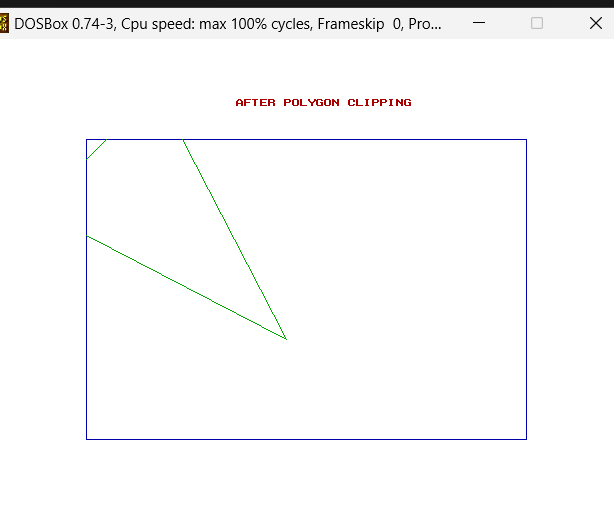 DOSBox 0.74-3, Cpu speed: max 100% cycles, Frameskip 0, Pro...
AFTER POLYGON CLIPPING